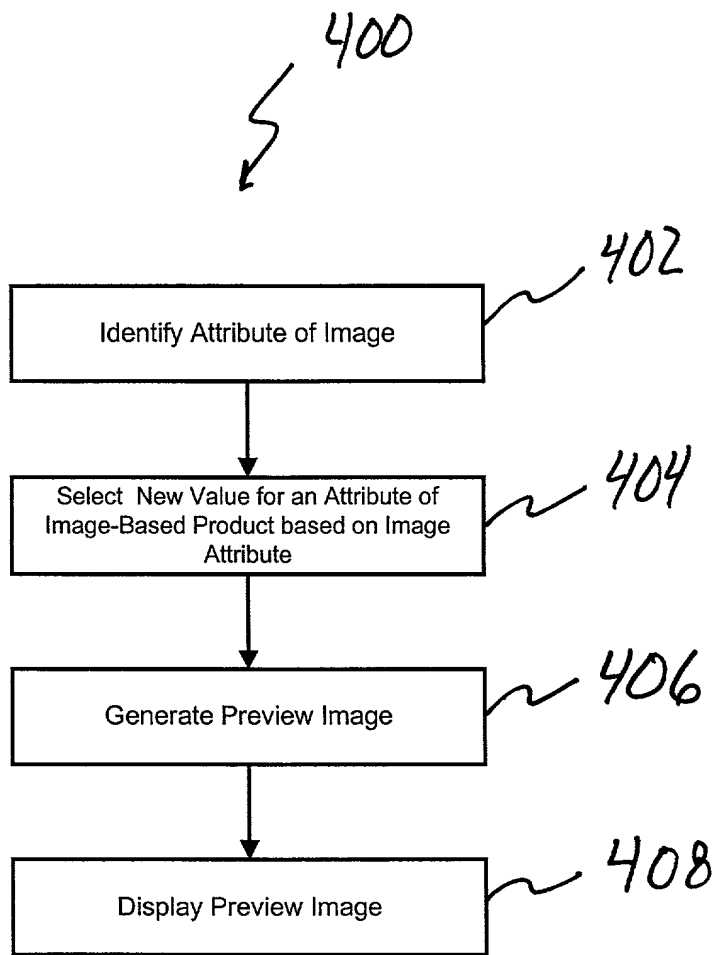 400
402
Identify Attribute of Image
404
Select New Value for an Attribute of
Image-Based Product based on Image
Attribute
406
Generate Preview Image
408
Display Preview Image